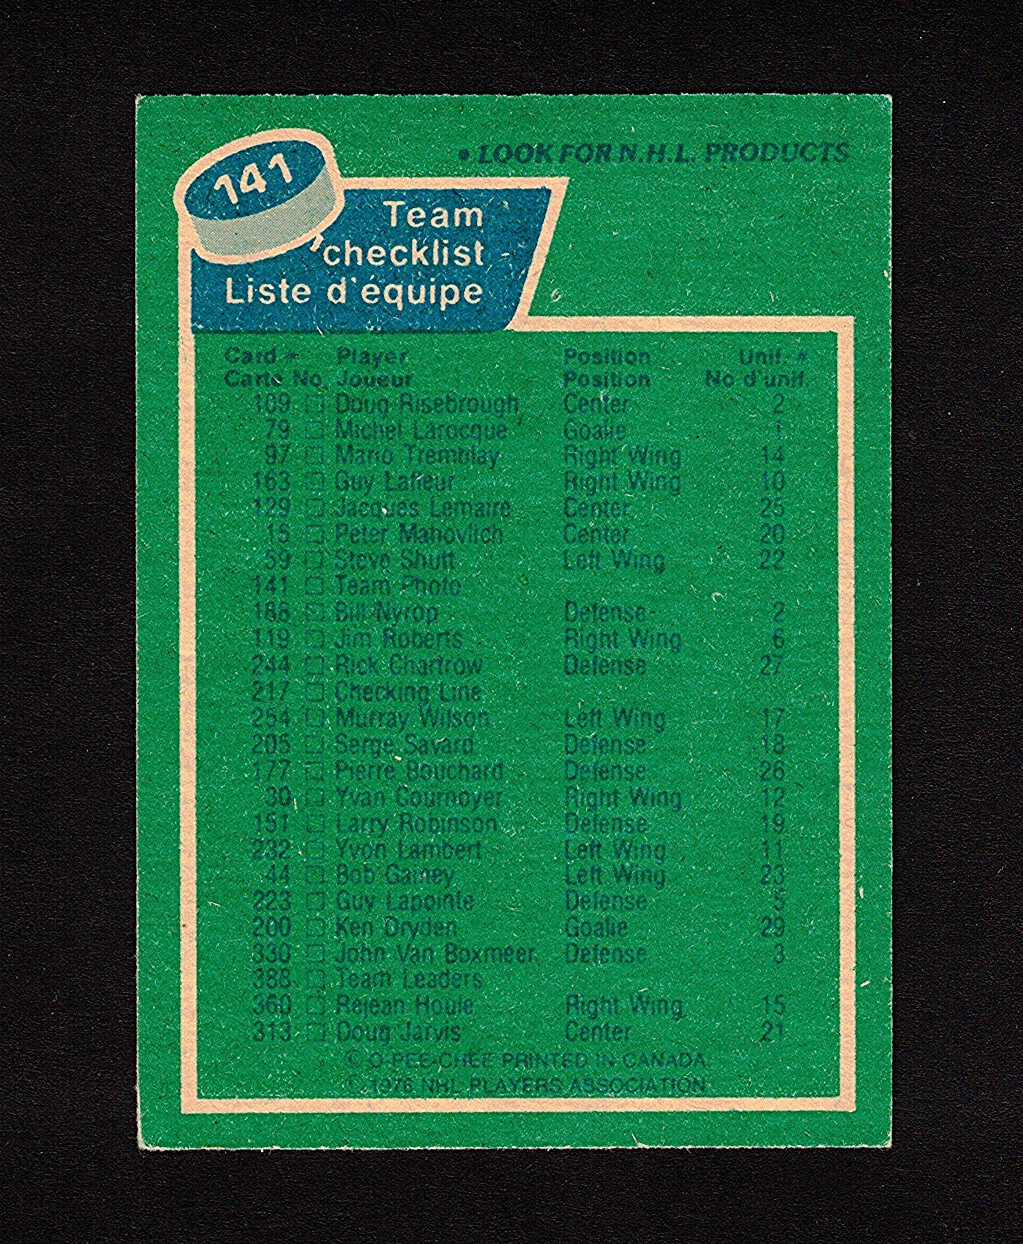 • LOOK FOR N.H.L. PRODUCTS
141
Team
checklist
Liste d'équipe
Card # Player Position Unif. #
Carte No Joueur Position No d'unif.
109 Doug Risebrough Center 2
79 Michel Larocque Goalie 1
97 Mario Tremblay Right Wing 14
163 Guy Lafleur Right Wing 10
129 Jacques Lemaire Center 25
15 Peter Mahovlich Center 20
59 Steve Shutt Left Wing 22
141 Team Photo
188 Bill Nyrop Defense 2
119 Jim Roberts Right Wing 6
244 Rick Chartrow Defense 27
217 Checking Line
254 Murray Wilson Left Wing 17
205 Serge Savard Defense 18
177 Pierre Bouchard Defense 26
30 Yvan Cournoyer Right Wing 12
151 Larry Robinson Defense 19
232 Yvon Lambert Left Wing 11
44 Bob Gainey Left Wing 23
223 Guy Lapointe Defense 5
200 Ken Dryden Goalie 29
330 John Van Boxmeer Defense 3
388 Team Leaders
360 Rejean Houle Right Wing 15
313 Doug Jarvis Center 21
© O-PEE-CHEE PRINTED IN CANADA
© 1976 NHL PLAYERS ASSOCIATION